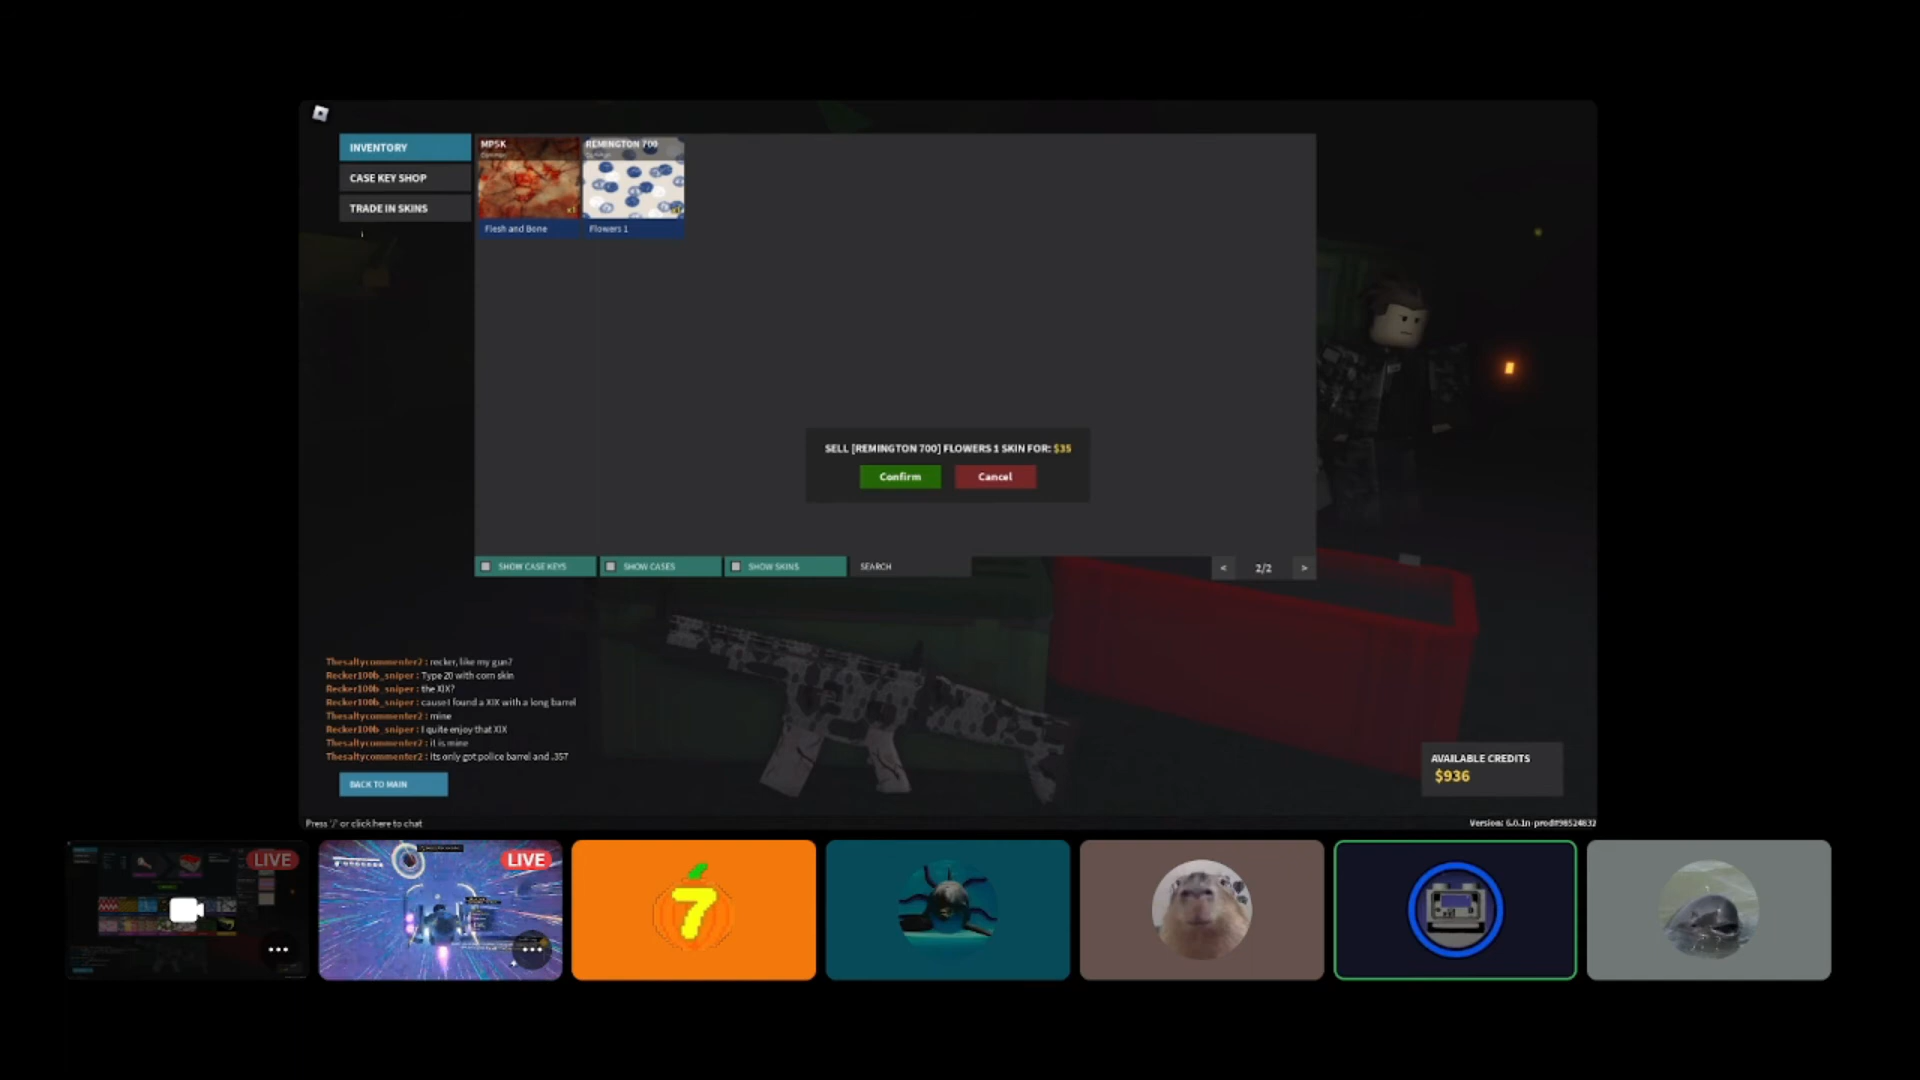 INVENTORY
CASE KEY SHOP
TRADE IN SKINS
MP5K
REMINGTON 700
x1
Flesh and Bone
Flowers 1
SELL [REMINGTON 700] FLOWERS 1 SKIN FOR: $35
Confirm
Cancel
SHOW CASE KEYS
SHOW CASES
SHOW SKINS
SEARCH
<
2/2
>
Thesaltycommenter2 : recker, like my gun?
Recker100b_sniper : Type 20 with corn skin
Recker100b_sniper : the XIX?
Recker100b_sniper : cause I found a XIX with a long barrel
Thesaltycommenter2 : mine
Recker100b_sniper : I quite enjoy that XIX
Thesaltycommenter2 : it is mine
Thesaltycommenter2 : its only got police barrel and .357
BACK TO MAIN
AVAILABLE CREDITS
$936
Press '/' or click here to chat
LIVE
LIVE
7